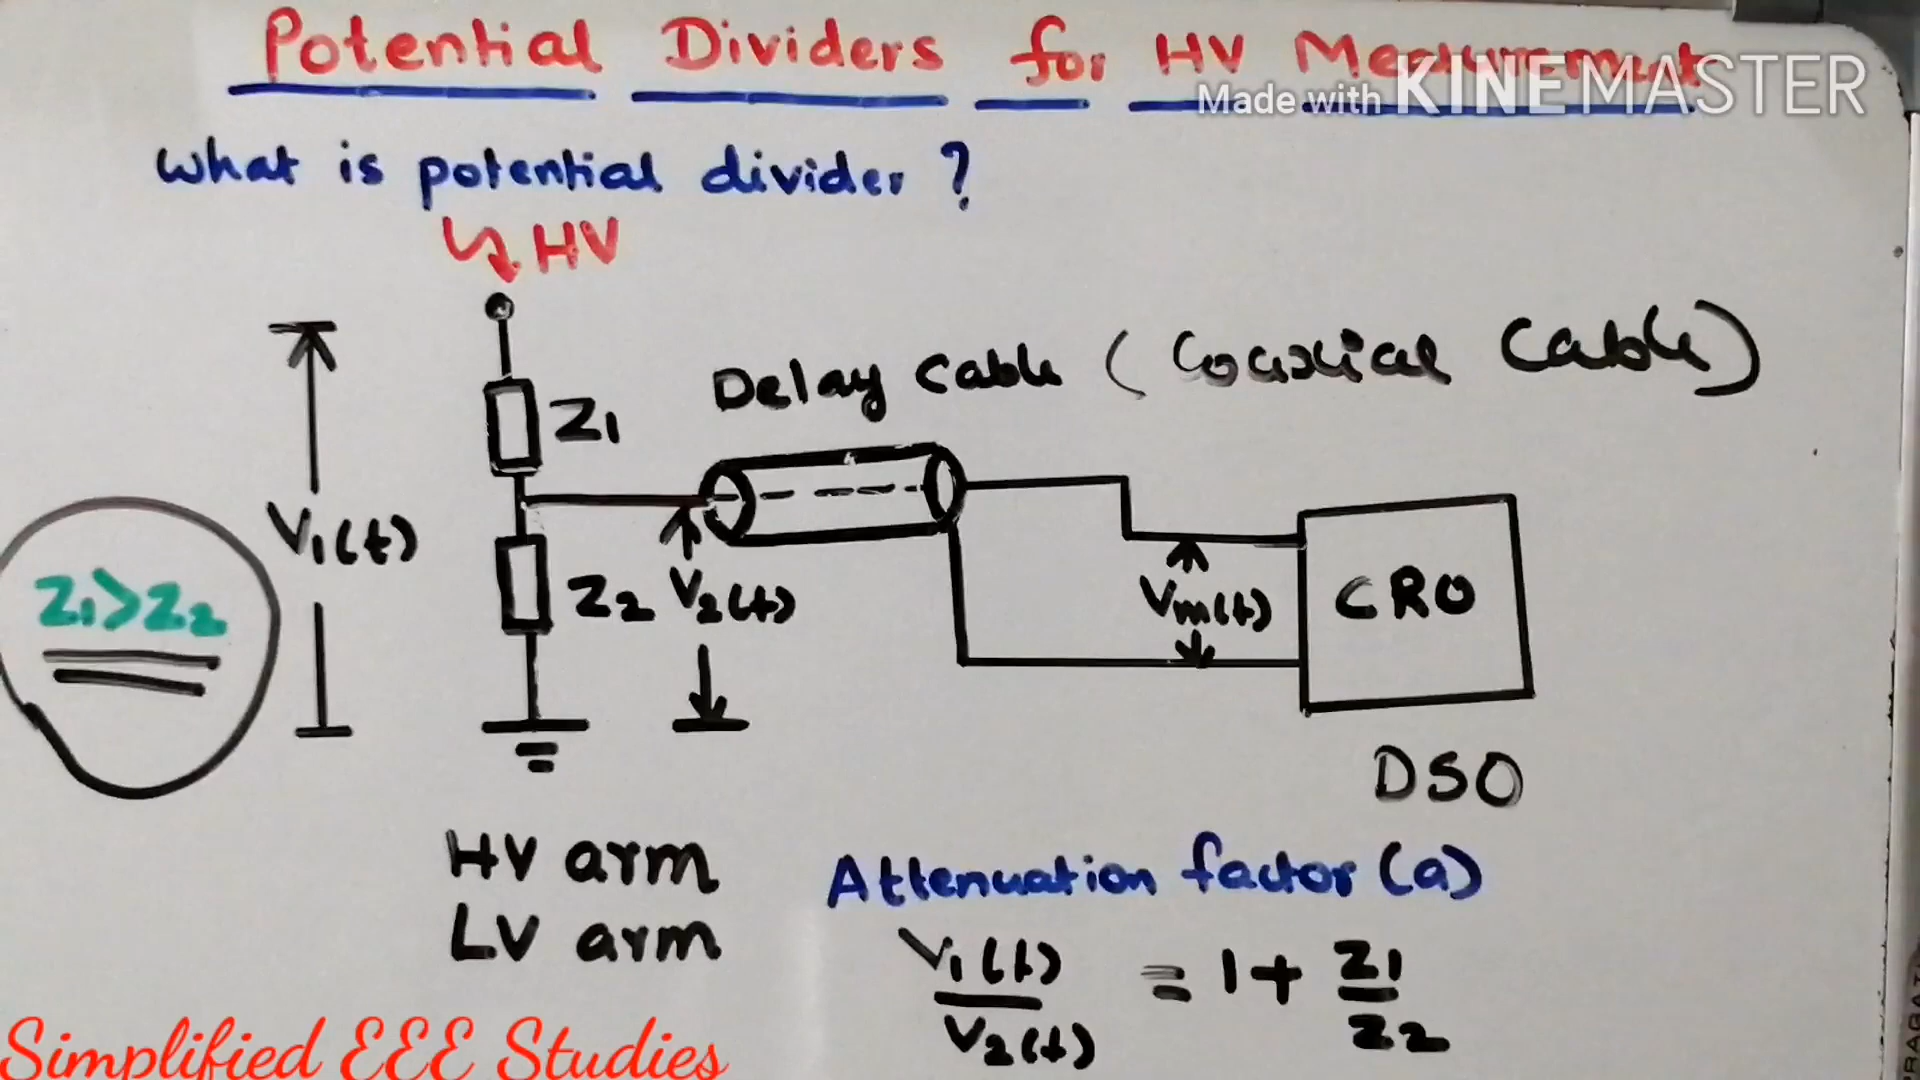 Potential Dividers for HV Measurement
Made with KINEMASTER
What is potential divider ?
HV
Delay Cable ( Coaxial Cable )
Z1
V1(t)
Z1>Z2
Z2
V2(t)
Vm(t)
CRO
DSO
HV arm
LV arm
Attenuation factor (a)
V1(t)/V2(t) = 1 + Z1/Z2
Simplified EEE Studies